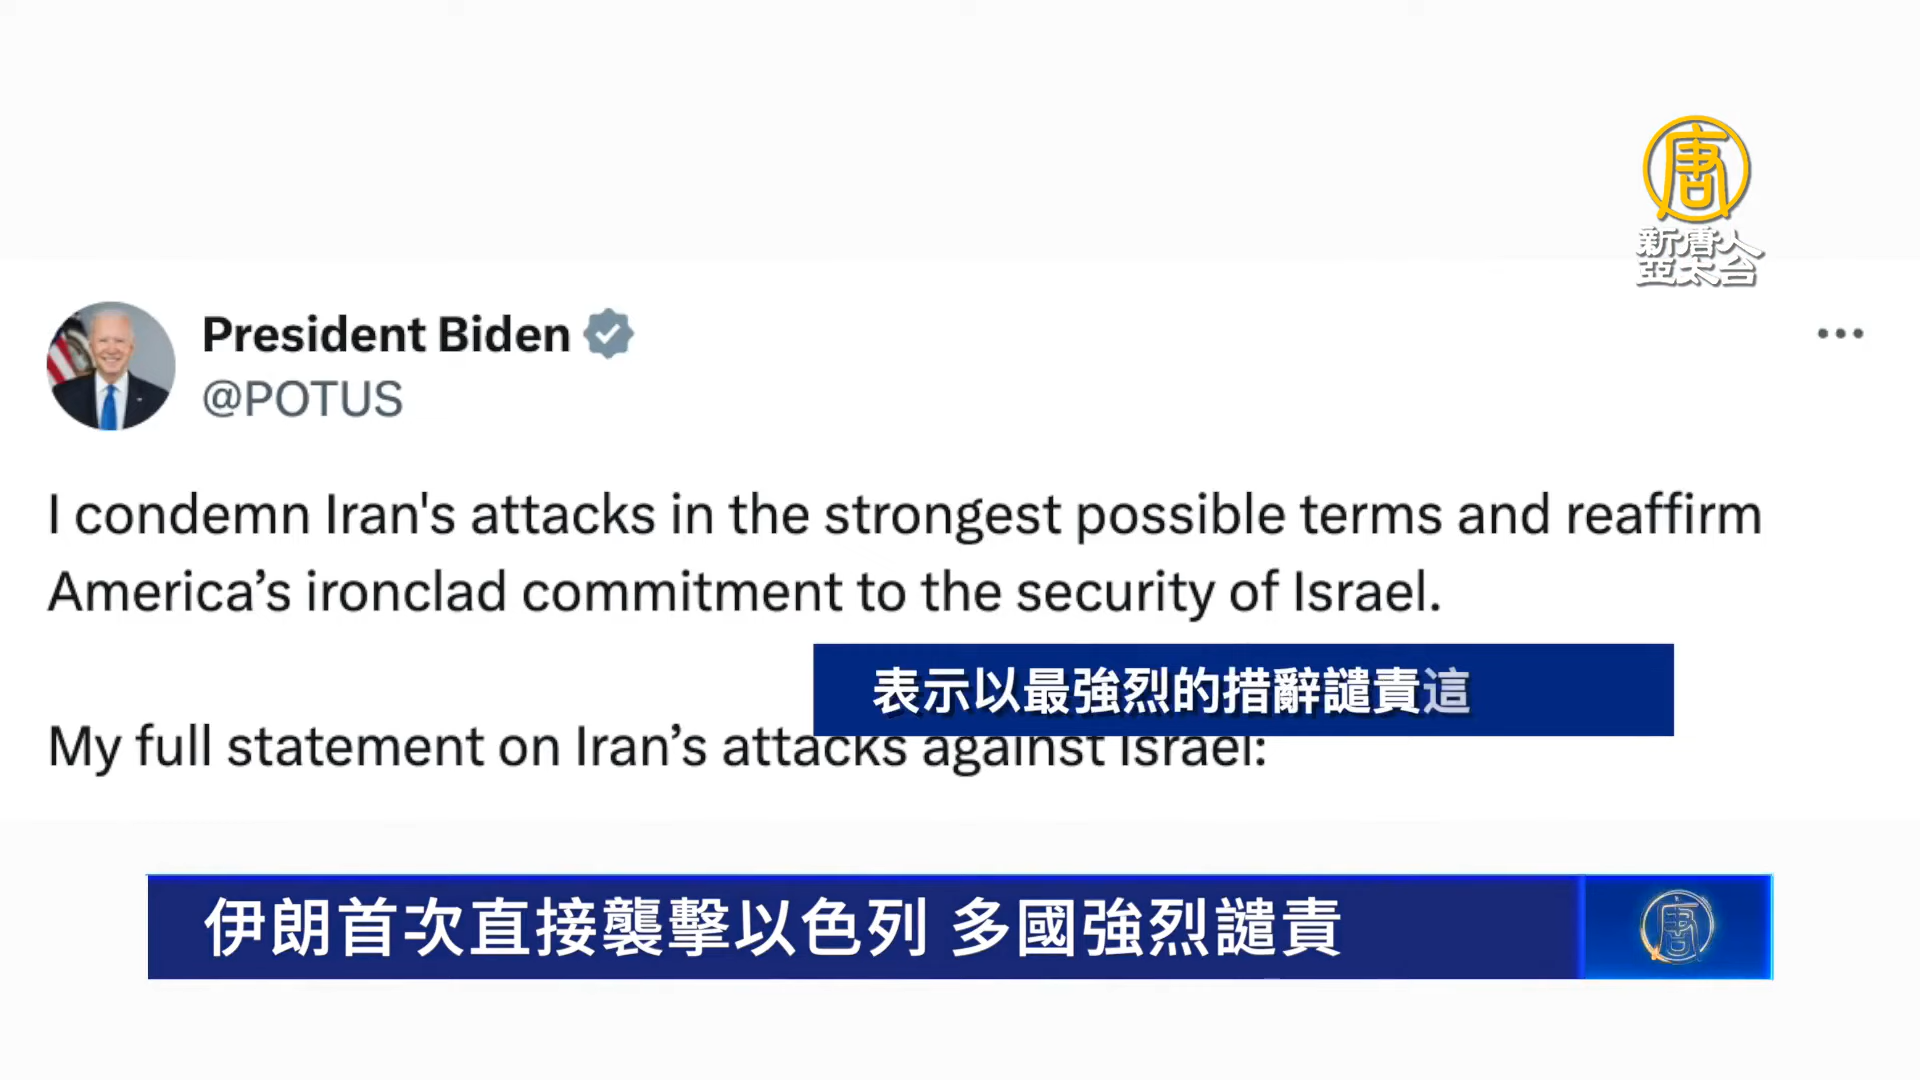 唐
新唐人
亞太台
President Biden
@POTUS
I condemn Iran's attacks in the strongest possible terms and reaffirm
America’s ironclad commitment to the security of Israel.
表示以最強烈的措辭譴責這
My full statement on Iran’s attacks against Israel:
伊朗首次直接襲擊以色列 多國強烈譴責
唐